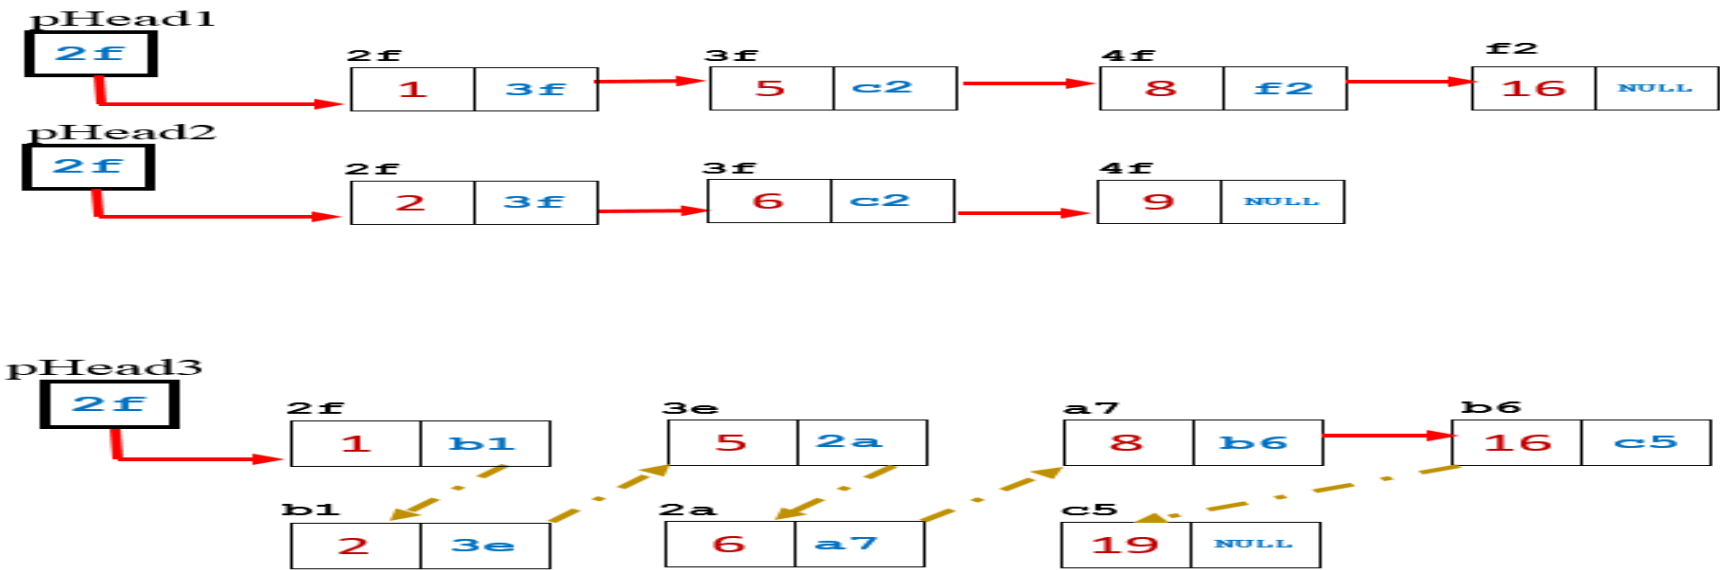 pHead1
2f
2f 3f 4f f2
1 3f 5 c2 8 f2 16 NULL
pHead2
2f
2f 3f 4f
2 3f 6 c2 9 NULL
pHead3
2f
2f 3e a7 b6
1 b1 5 2a 8 b6 16 c5
b1 2a c5
2 3e 6 a7 19 NULL